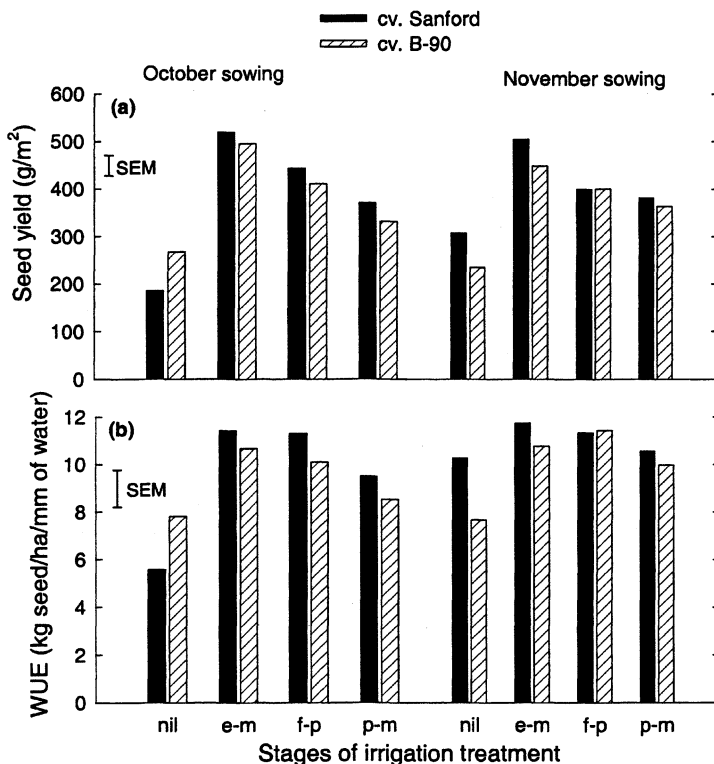 cv. Sanford
cv. B-90
October sowing
November sowing
(a)
Seed yield (g/m²)
600
500
400
300
200
100
0
SEM
(b)
WUE (kg seed/ha/mm of water)
12
10
8
6
4
2
0
SEM
nil e-m f-p p-m nil e-m f-p p-m
Stages of irrigation treatment